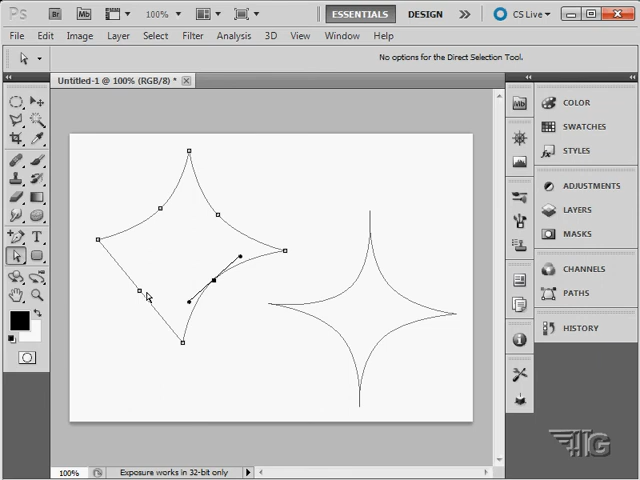 Ps Br Mb 100% ESSENTIALS DESIGN CS Live
File Edit Image Layer Select Filter Analysis 3D View Window Help
No options for the Direct Selection Tool.
Untitled-1 @ 100% (RGB/8) *
Mb COLOR
SWATCHES
STYLES
ADJUSTMENTS
LAYERS
MASKS
CHANNELS
PATHS
HISTORY
T
HG
100% Exposure works in 32-bit only